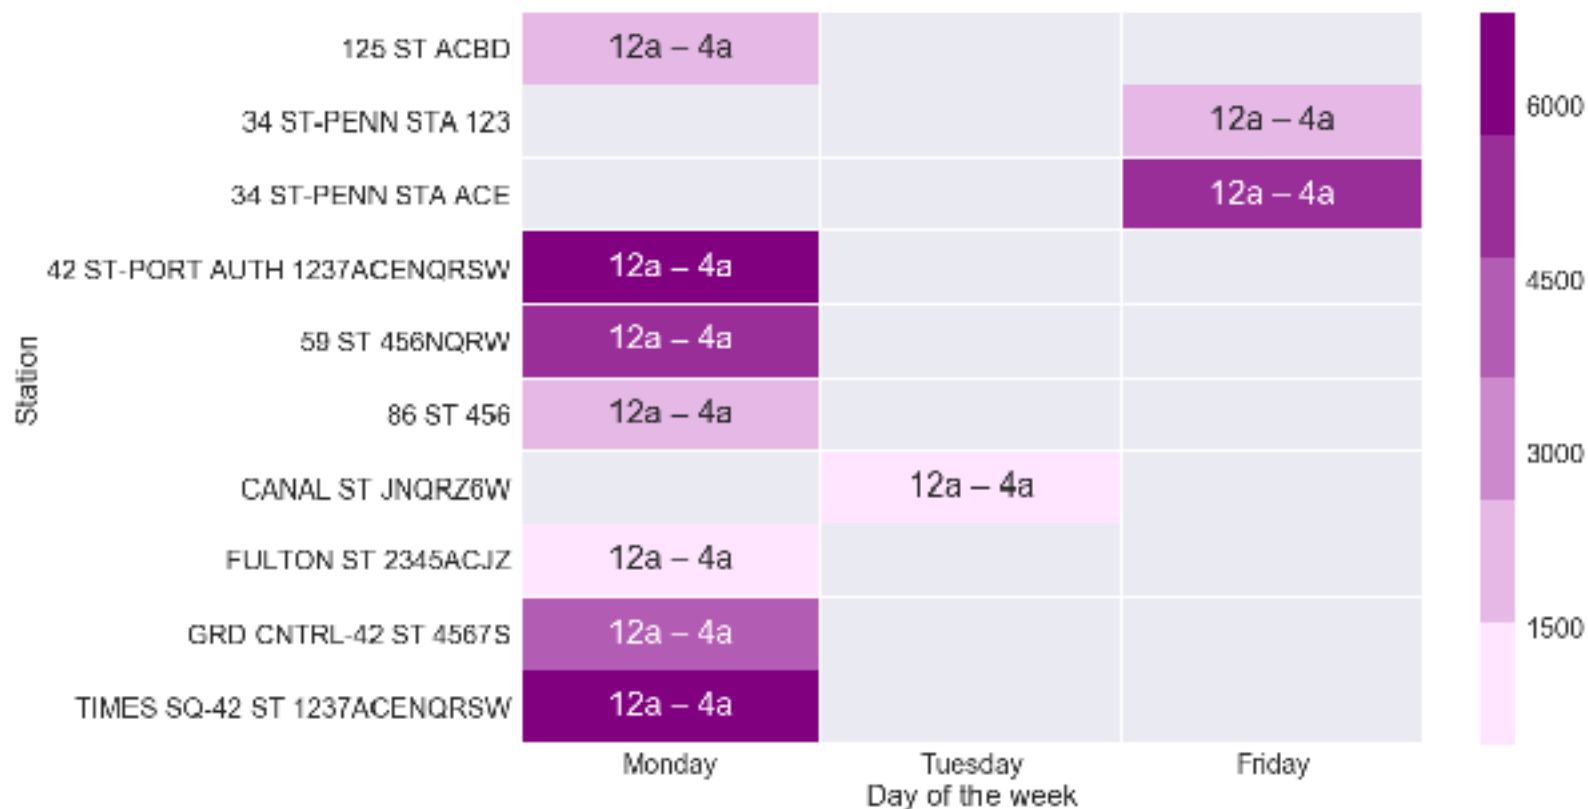 125 ST ACBD 12a – 4a
34 ST-PENN STA 123 12a – 4a
34 ST-PENN STA ACE 12a – 4a
42 ST-PORT AUTH 1237ACENQRSW 12a – 4a
59 ST 456NQRW 12a – 4a
86 ST 456 12a – 4a
CANAL ST JNQRZ6W 12a – 4a
FULTON ST 2345ACJZ 12a – 4a
GRD CNTRL-42 ST 4567S 12a – 4a
TIMES SQ-42 ST 1237ACENQRSW 12a – 4a
Station
Monday Tuesday Friday
Day of the week
6000
4500
3000
1500